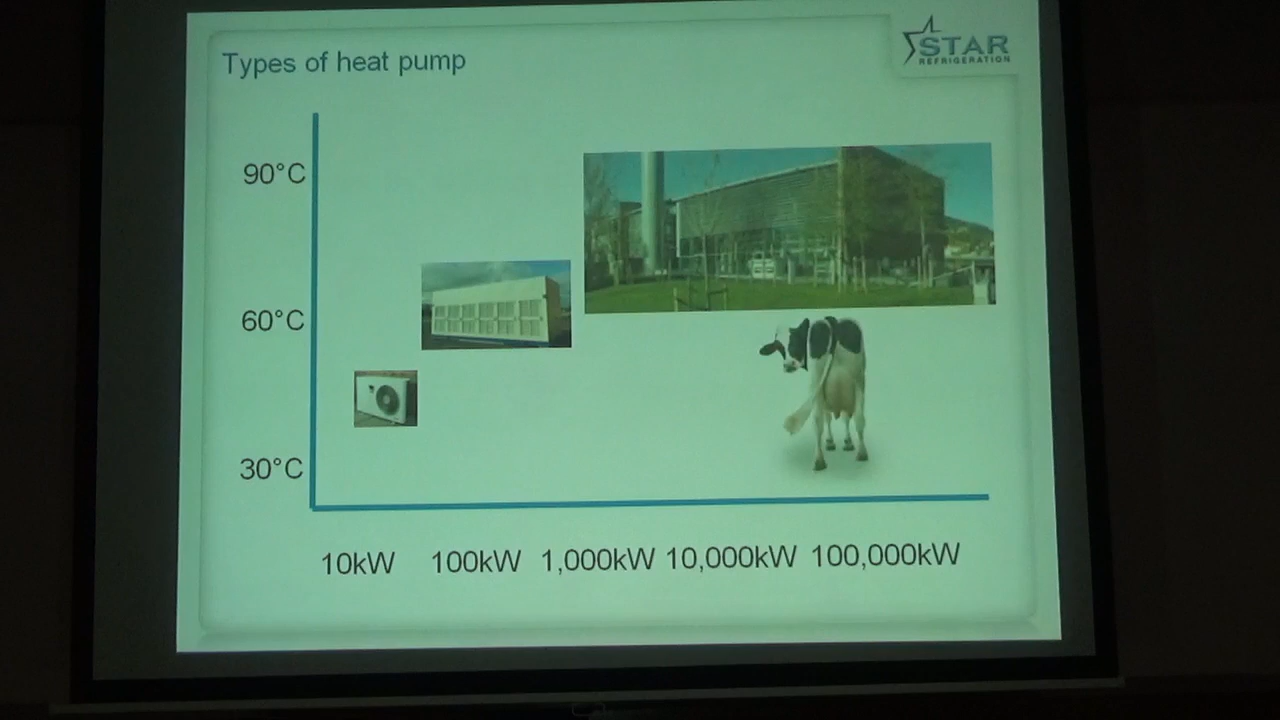 Types of heat pump
STAR
REFRIGERATION
90°C
60°C
30°C
10kW 100kW 1,000kW 10,000kW 100,000kW